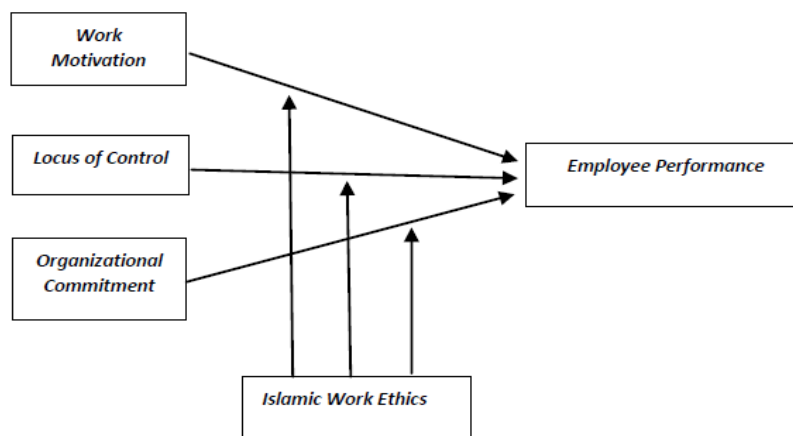 Work
Motivation
Locus of Control
Employee Performance
Organizational
Commitment
Islamic Work Ethics